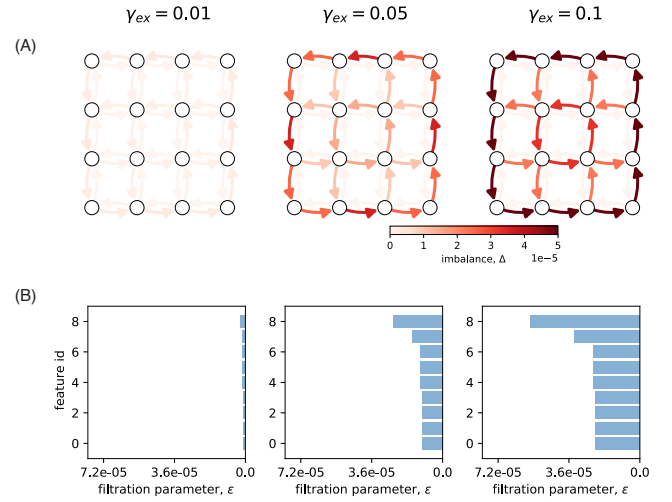 γex = 0.01 γex = 0.05 γex = 0.1
(A)
0 1 2 3 4 5
imbalance, Δ 1e−5
(B)
8 8 8
6 6 6
4 4 4
2 2 2
0 0 0
feature id
7.2e-05 3.6e-05 0.0 7.2e-05 3.6e-05 0.0 7.2e-05 3.6e-05 0.0
filtration parameter, ε filtration parameter, ε filtration parameter, ε